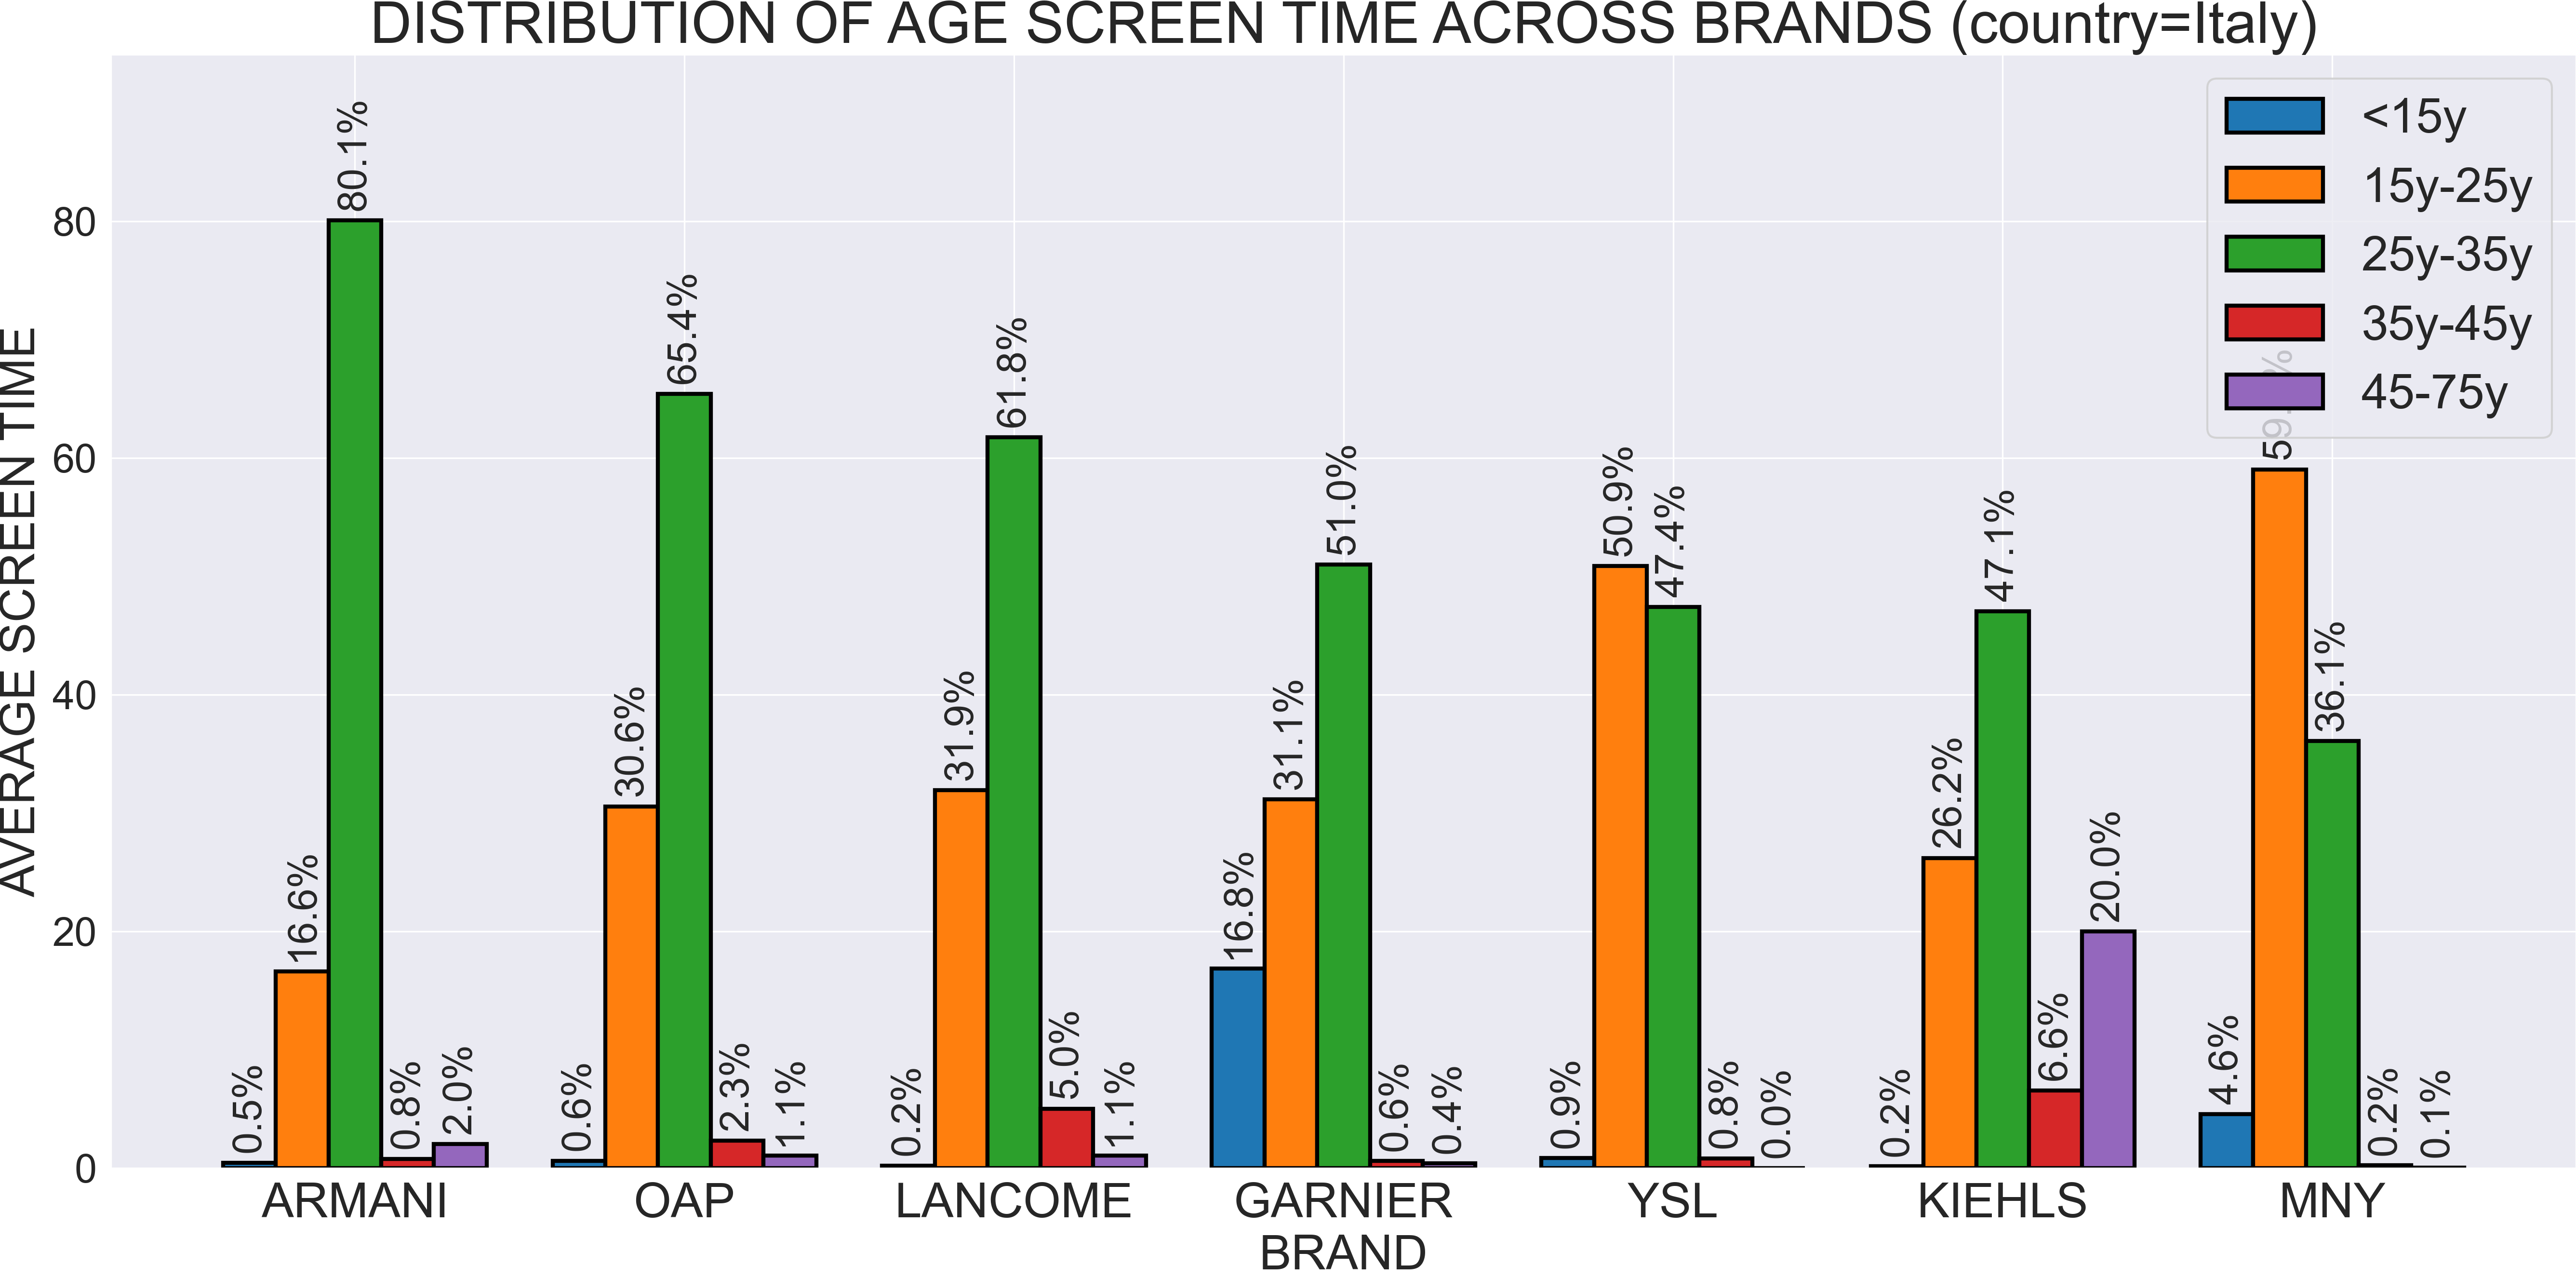 DISTRIBUTION OF AGE SCREEN TIME ACROSS BRANDS (country=Italy)
<15y
15y-25y
25y-35y
35y-45y
45-75y
AVERAGE SCREEN TIME
80
60
40
20
0
0.5%
16.6%
80.1%
0.8%
2.0%
0.6%
30.6%
65.4%
2.3%
1.1%
0.2%
31.9%
61.8%
5.0%
1.1%
16.8%
31.1%
51.0%
0.6%
0.4%
0.9%
50.9%
47.4%
0.8%
0.0%
0.2%
26.2%
47.1%
6.6%
20.0%
4.6%
36.1%
0.2%
0.1%
ARMANI
OAP
LANCOME
GARNIER
YSL
KIEHLS
MNY
BRAND